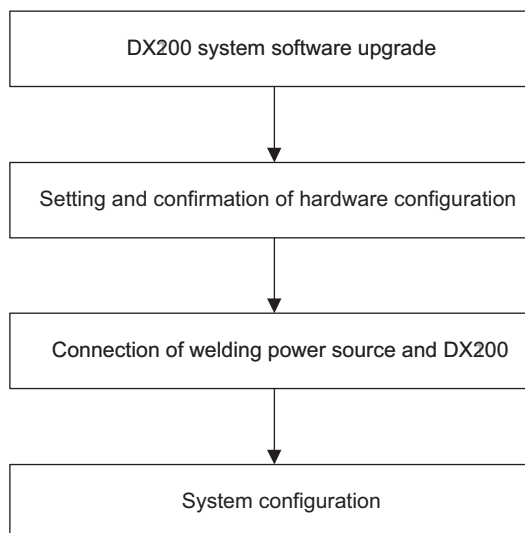 DX200 system software upgrade
Setting and confirmation of hardware configuration
Connection of welding power source and DX200
System configuration